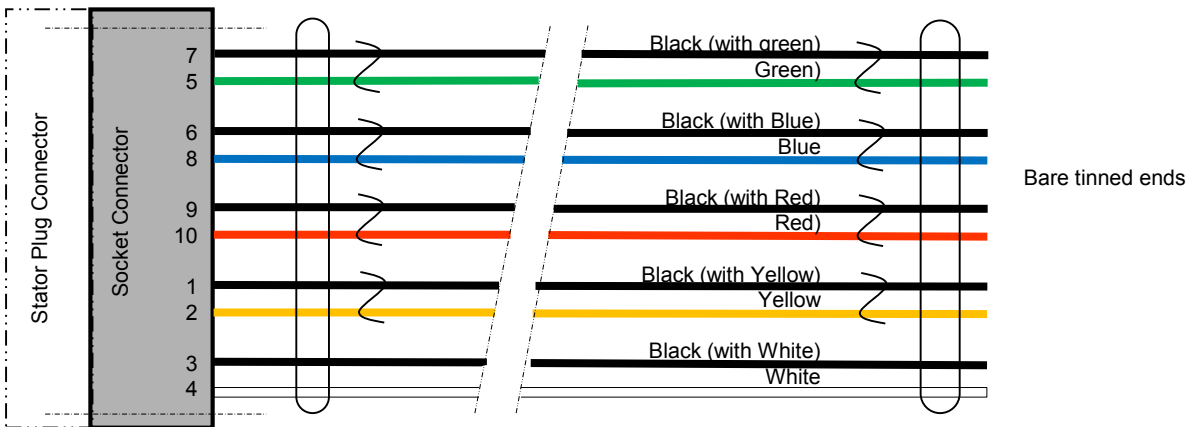 Stator Plug Connector
Socket Connector
7
Black (with green)
5
Green)
6
Black (with Blue)
8
Blue
9
Black (with Red)
10
Red)
1
Black (with Yellow)
2
Yellow
3
Black (with White)
4
White
Bare tinned ends